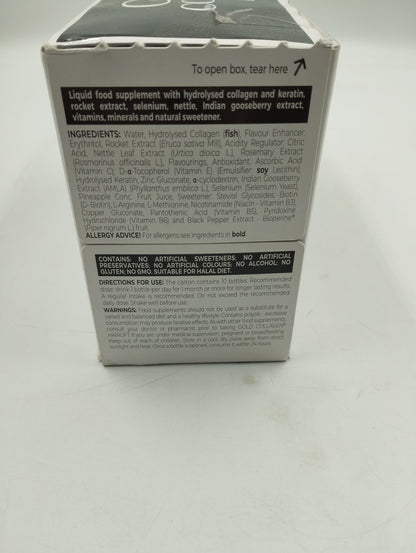 To open box, tear here
Liquid food supplement with hydrolysed collagen and keratin,
rocket extract, selenium, nettle, Indian gooseberry extract,
vitamins, minerals and natural sweetener.
INGREDIENTS: Water, Hydrolysed Collagen (fish), Flavour Enhancer:
Erythritol; Rocket Extract (Eruca sativa Mill), Acidity Regulator: Citric
Acid, Nettle Leaf Extract (Urtica dioica L.), Rosemary Extract
(Rosmarinus officinalis L.), Flavourings, Antioxidant: Ascorbic Acid
(Vitamin C); D-α-Tocopherol (Vitamin E) (Emulsifier: soy Lecithin);
Hydrolysed Keratin, Zinc Gluconate, α cyclodextrin, Indian Gooseberry
Extract (AMLA) (Phyllanthus emblica L.), Selenium (Selenium Yeast),
Pineapple Conc. Fruit Juice, Sweetener: Steviol Glycosides; Biotin
(D-Biotin), L-Arginine, L-Methionine, Nicotinamide (Niacin - Vitamin B3),
Copper Gluconate, Pantothenic Acid (Vitamin B5), Pyridoxine
Hydrochloride (Vitamin B6) and Black Pepper Extract - Bioperine®
(Piper nigrum L.) fruit.
ALLERGY ADVICE! For allergens see ingredients in bold
CONTAINS: NO ARTIFICIAL SWEETENERS; NO ARTIFICIAL
PRESERVATIVES; NO ARTIFICIAL COLOURS; NO ALCOHOL; NO
GLUTEN; NO GMO. SUITABLE FOR HALAL DIET.
DIRECTIONS FOR USE: The carton contains 10 bottles. Recommended
dose: drink 1 bottle per day for 1 month or more for longer lasting results.
A regular intake is recommended. Do not exceed the recommended
daily dose. Shake well before use.
WARNINGS: Food supplements should not be used as a substitute for a
varied and balanced diet and a healthy lifestyle. Contains polyols - excessive
consumption may produce laxative effects. As with other food supplements,
consult your doctor or pharmacist prior to taking GOLD COLLAGEN®
HAIRLIFT if you are under medical supervision, pregnant or breastfeeding.
Keep out of reach of children. Store in a cool dry place away from direct
sunlight and heat. Once a bottle is opened, consume it within 24 hours.